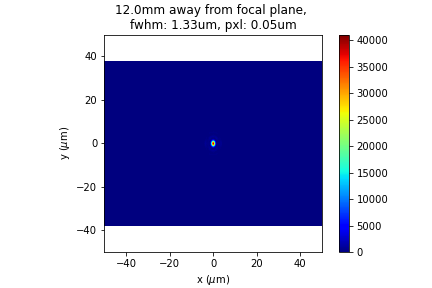 12.0mm away from focal plane,
fwhm: 1.33um, pxl: 0.05um
40
20
0
−20
−40
y (μm)
−40 −20 0 20 40
x (μm)
40000
35000
30000
25000
20000
15000
10000
5000
0